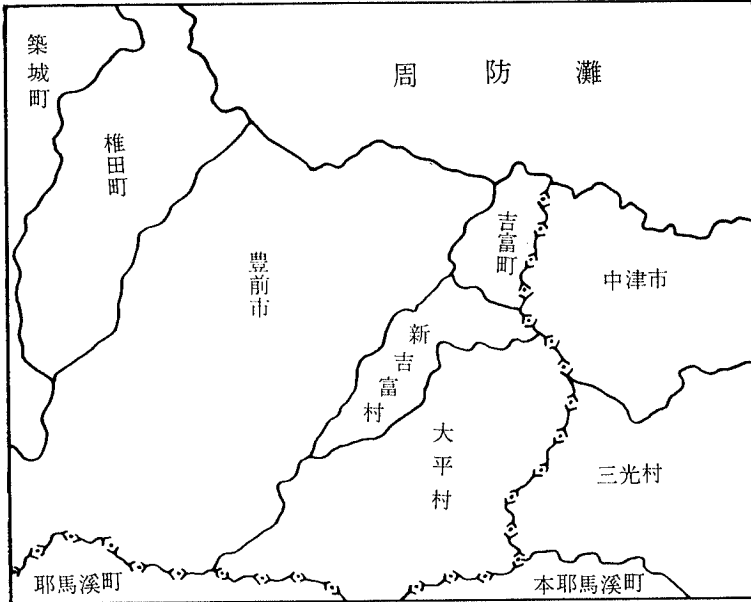 築城町
周防灘
椎田町
豊前市
吉富町
中津市
新吉富村
大平村
三光村
耶馬溪町
本耶馬溪町